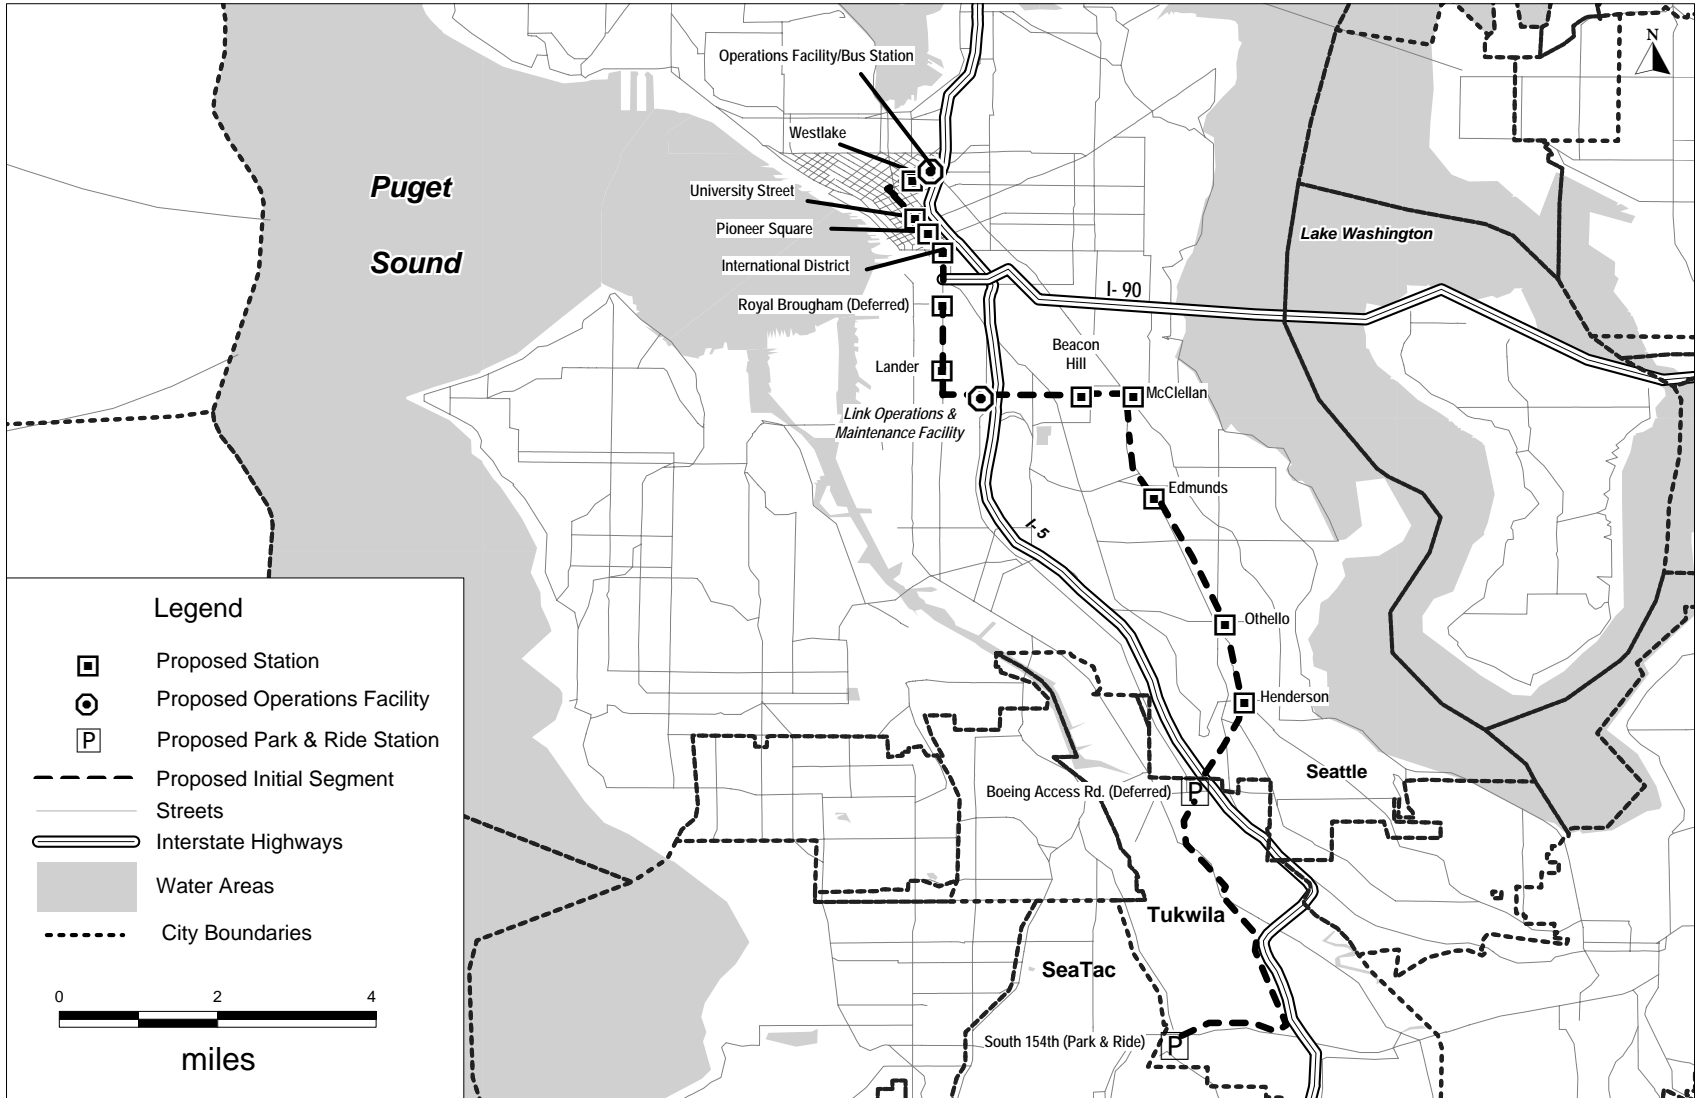 Operations Facility/Bus Station
N
Westlake
Puget
University Street
Pioneer Square
Lake Washington
Sound
International District
I- 90
Royal Brougham (Deferred)
Beacon
Hill
Lander
McClellan
Link Operations &
Maintenance Facility
Edmunds
I- 5
Othello
Henderson
Seattle
Boeing Access Rd. (Deferred)
P
Tukwila
SeaTac
South 154th (Park & Ride)
P
Legend
Proposed Station
Proposed Operations Facility
P
Proposed Park & Ride Station
Proposed Initial Segment
Streets
Interstate Highways
Water Areas
City Boundaries
0 2 4
miles